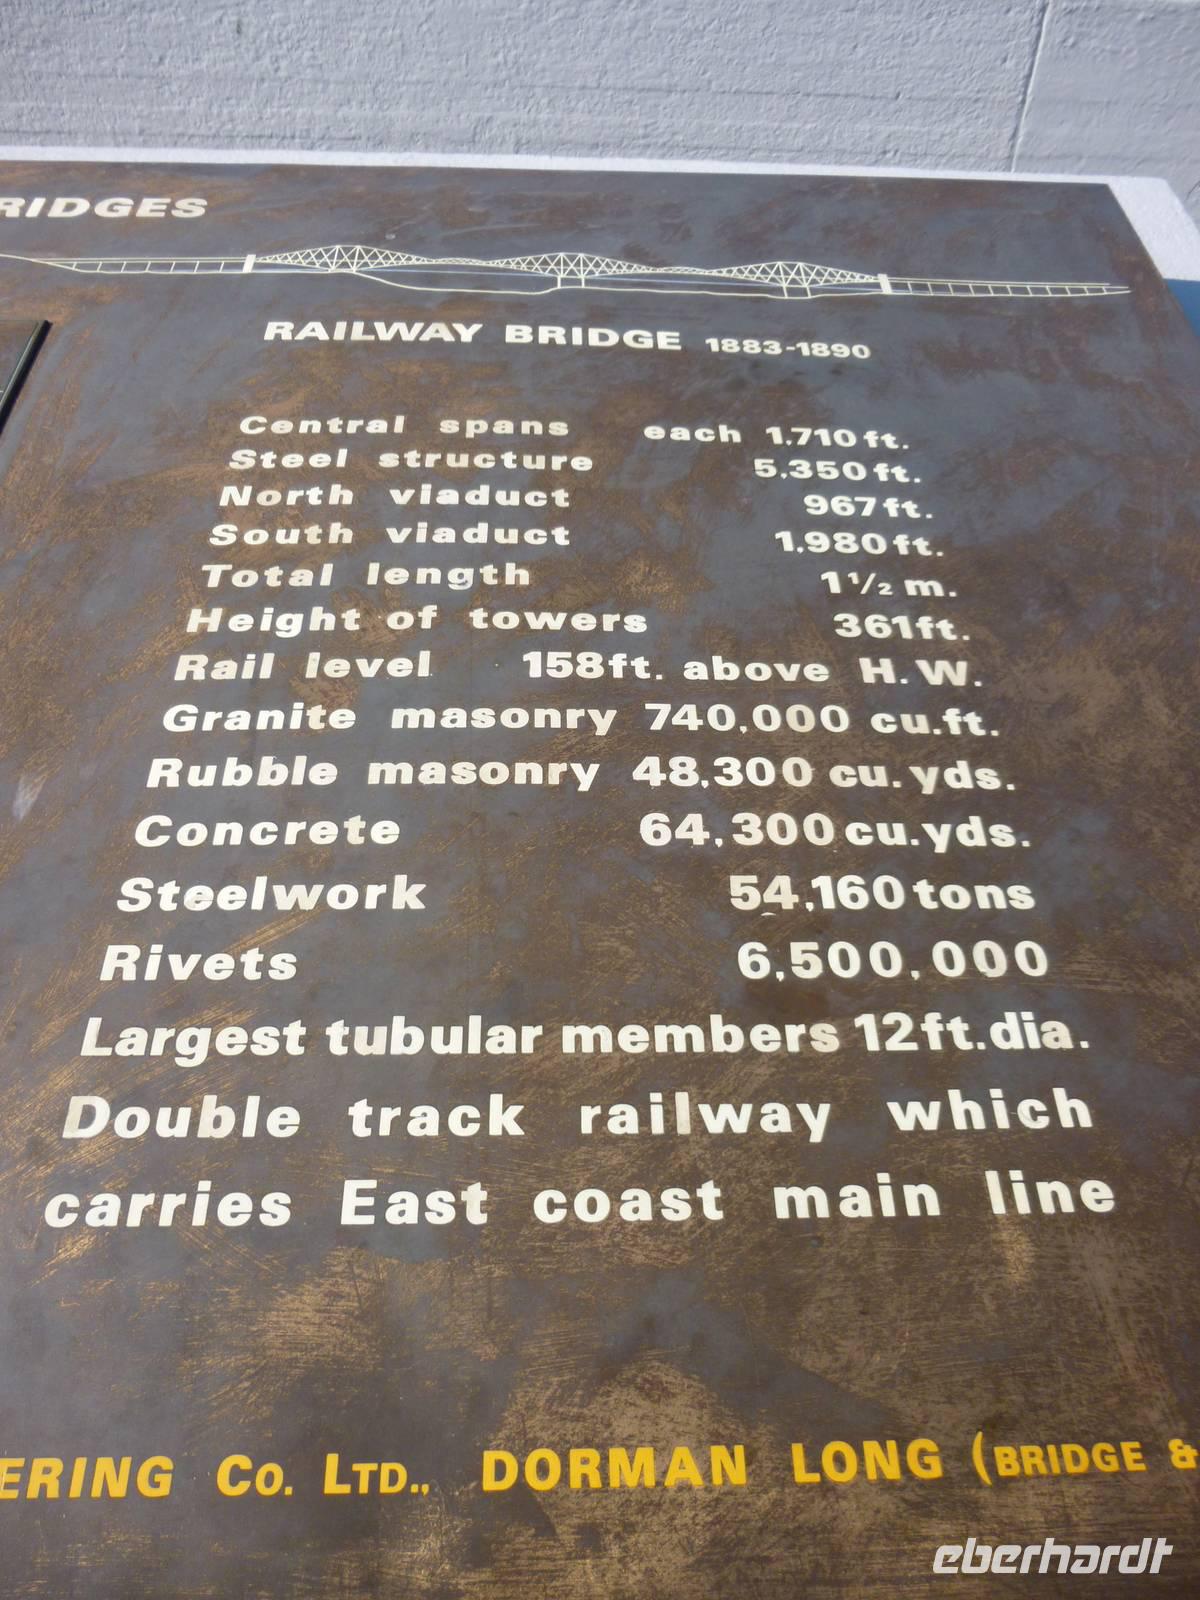 RIDGES
RAILWAY BRIDGE 1883-1890
Central spans each 1,710 ft.
Steel structure 5,350 ft.
North viaduct 967 ft.
South viaduct 1,980 ft.
Total length 1 1/2 m.
Height of towers 361 ft.
Rail level 158 ft. above H.W.
Granite masonry 740,000 cu.ft.
Rubble masonry 48,300 cu. yds.
Concrete 64,300 cu.yds.
Steelwork 54,160 tons
Rivets 6,500,000
Largest tubular members 12 ft. dia.
Double track railway which
carries East coast main line
ERING Co. LTD., DORMAN LONG (BRIDGE &
eberhardt